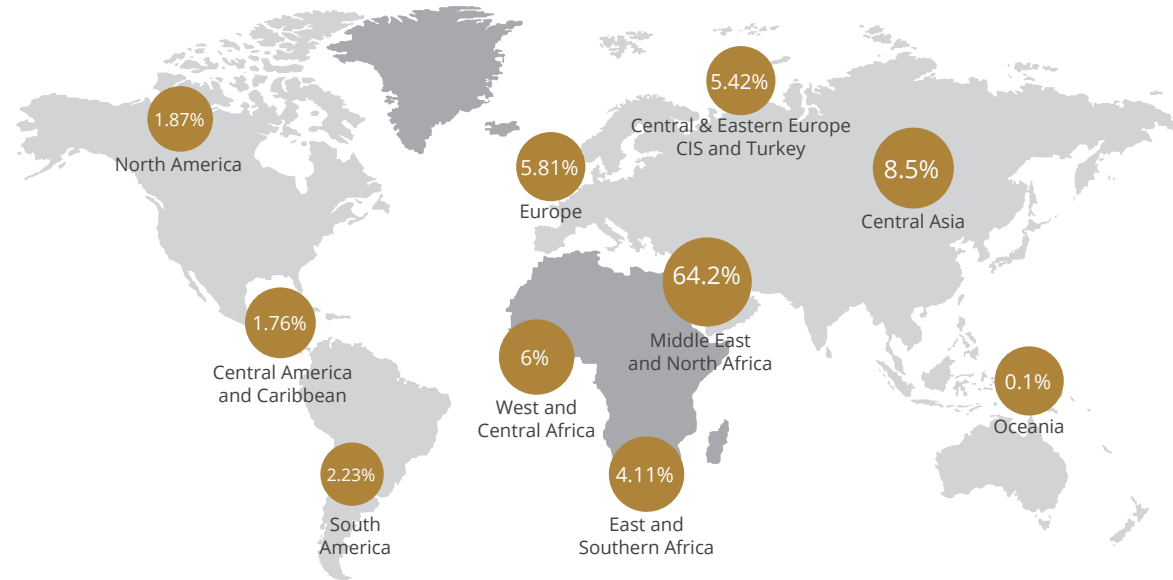 5.42%
Central & Eastern Europe
CIS and Turkey
1.87%
North America
5.81%
Europe
8.5%
Central Asia
64.2%
Middle East
and North Africa
1.76%
Central America
and Caribbean
6%
West and
Central Africa
0.1%
Oceania
2.23%
South
America
4.11%
East and
Southern Africa